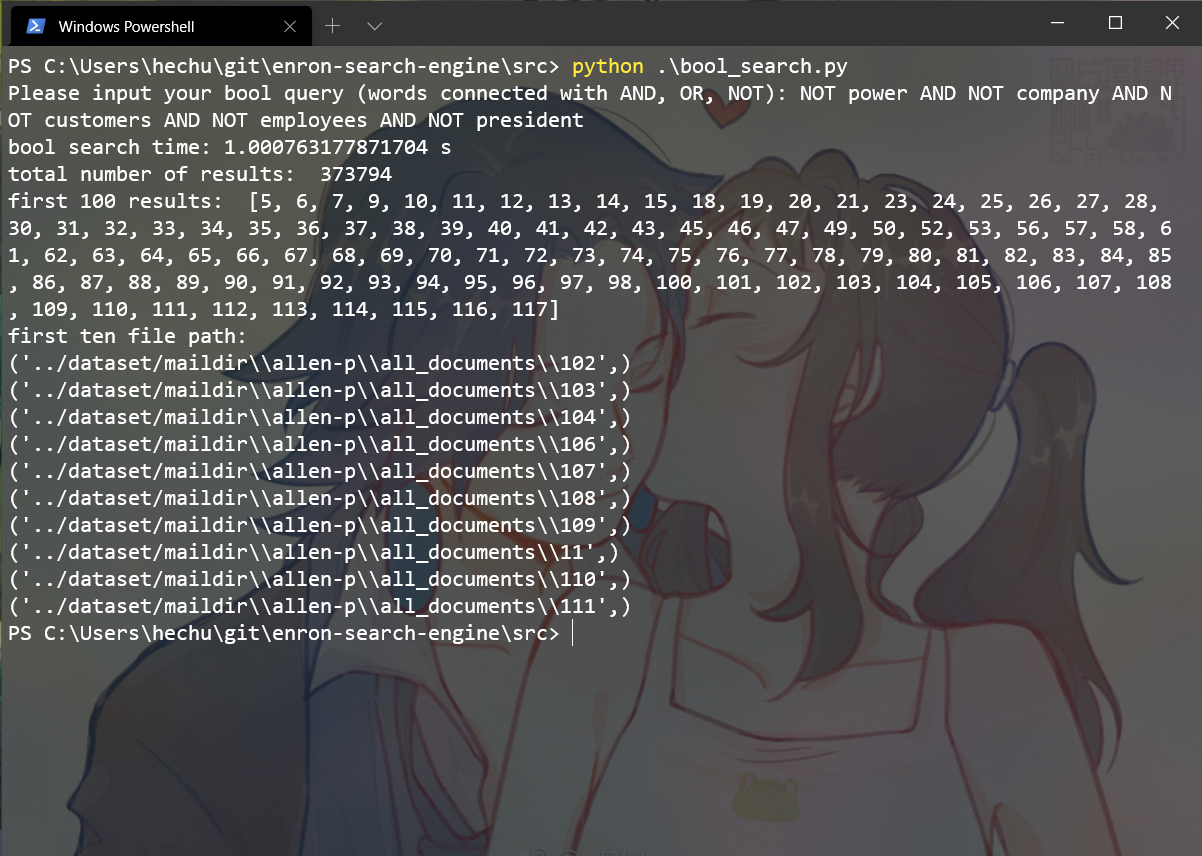 Windows Powershell
PS C:\Users\hechu\git\enron-search-engine\src> python .\bool_search.py
Please input your bool query (words connected with AND, OR, NOT): NOT power AND NOT company AND N
OT customers AND NOT employees AND NOT president
bool search time: 1.000763177871704 s
total number of results:  373794
first 100 results:  [5, 6, 7, 9, 10, 11, 12, 13, 14, 15, 18, 19, 20, 21, 23, 24, 25, 26, 27, 28,
30, 31, 32, 33, 34, 35, 36, 37, 38, 39, 40, 41, 42, 43, 45, 46, 47, 49, 50, 52, 53, 56, 57, 58, 6
1, 62, 63, 64, 65, 66, 67, 68, 69, 70, 71, 72, 73, 74, 75, 76, 77, 78, 79, 80, 81, 82, 83, 84, 85
, 86, 87, 88, 89, 90, 91, 92, 93, 94, 95, 96, 97, 98, 100, 101, 102, 103, 104, 105, 106, 107, 108
, 109, 110, 111, 112, 113, 114, 115, 116, 117]
first ten file path:
('../dataset/maildir\\allen-p\\all_documents\\102',)
('../dataset/maildir\\allen-p\\all_documents\\103',)
('../dataset/maildir\\allen-p\\all_documents\\104',)
('../dataset/maildir\\allen-p\\all_documents\\106',)
('../dataset/maildir\\allen-p\\all_documents\\107',)
('../dataset/maildir\\allen-p\\all_documents\\108',)
('../dataset/maildir\\allen-p\\all_documents\\109',)
('../dataset/maildir\\allen-p\\all_documents\\11',)
('../dataset/maildir\\allen-p\\all_documents\\110',)
('../dataset/maildir\\allen-p\\all_documents\\111',)
PS C:\Users\hechu\git\enron-search-engine\src>